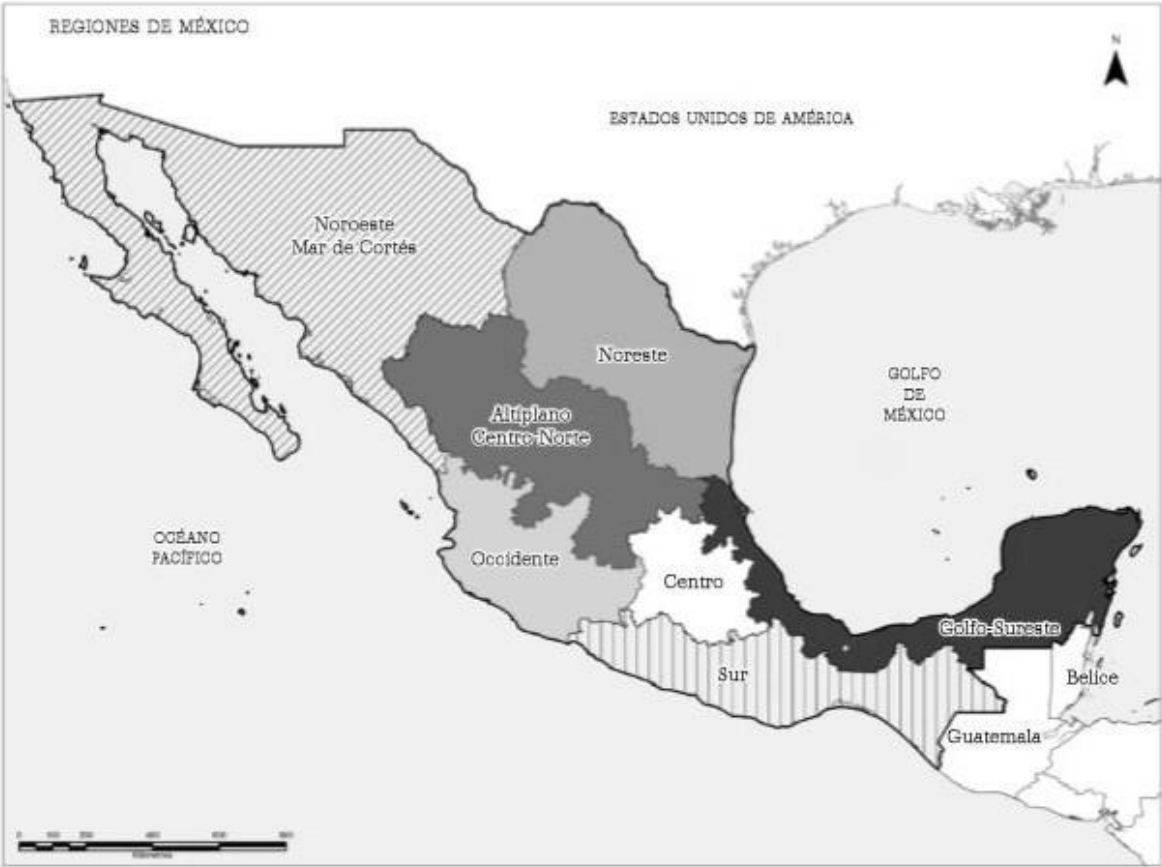 REGIONES DE MÉXICO
N
ESTADOS UNIDOS DE AMÉRICA
Noroeste
Mar de Cortés
Noreste
GOLFO
DE
MÉXICO
Altiplano
Centro-Norte
OCÉANO
PACÍFICO
Occidente
Centro
Golfo-Sureste
Sur
Belice
Guatemala
0